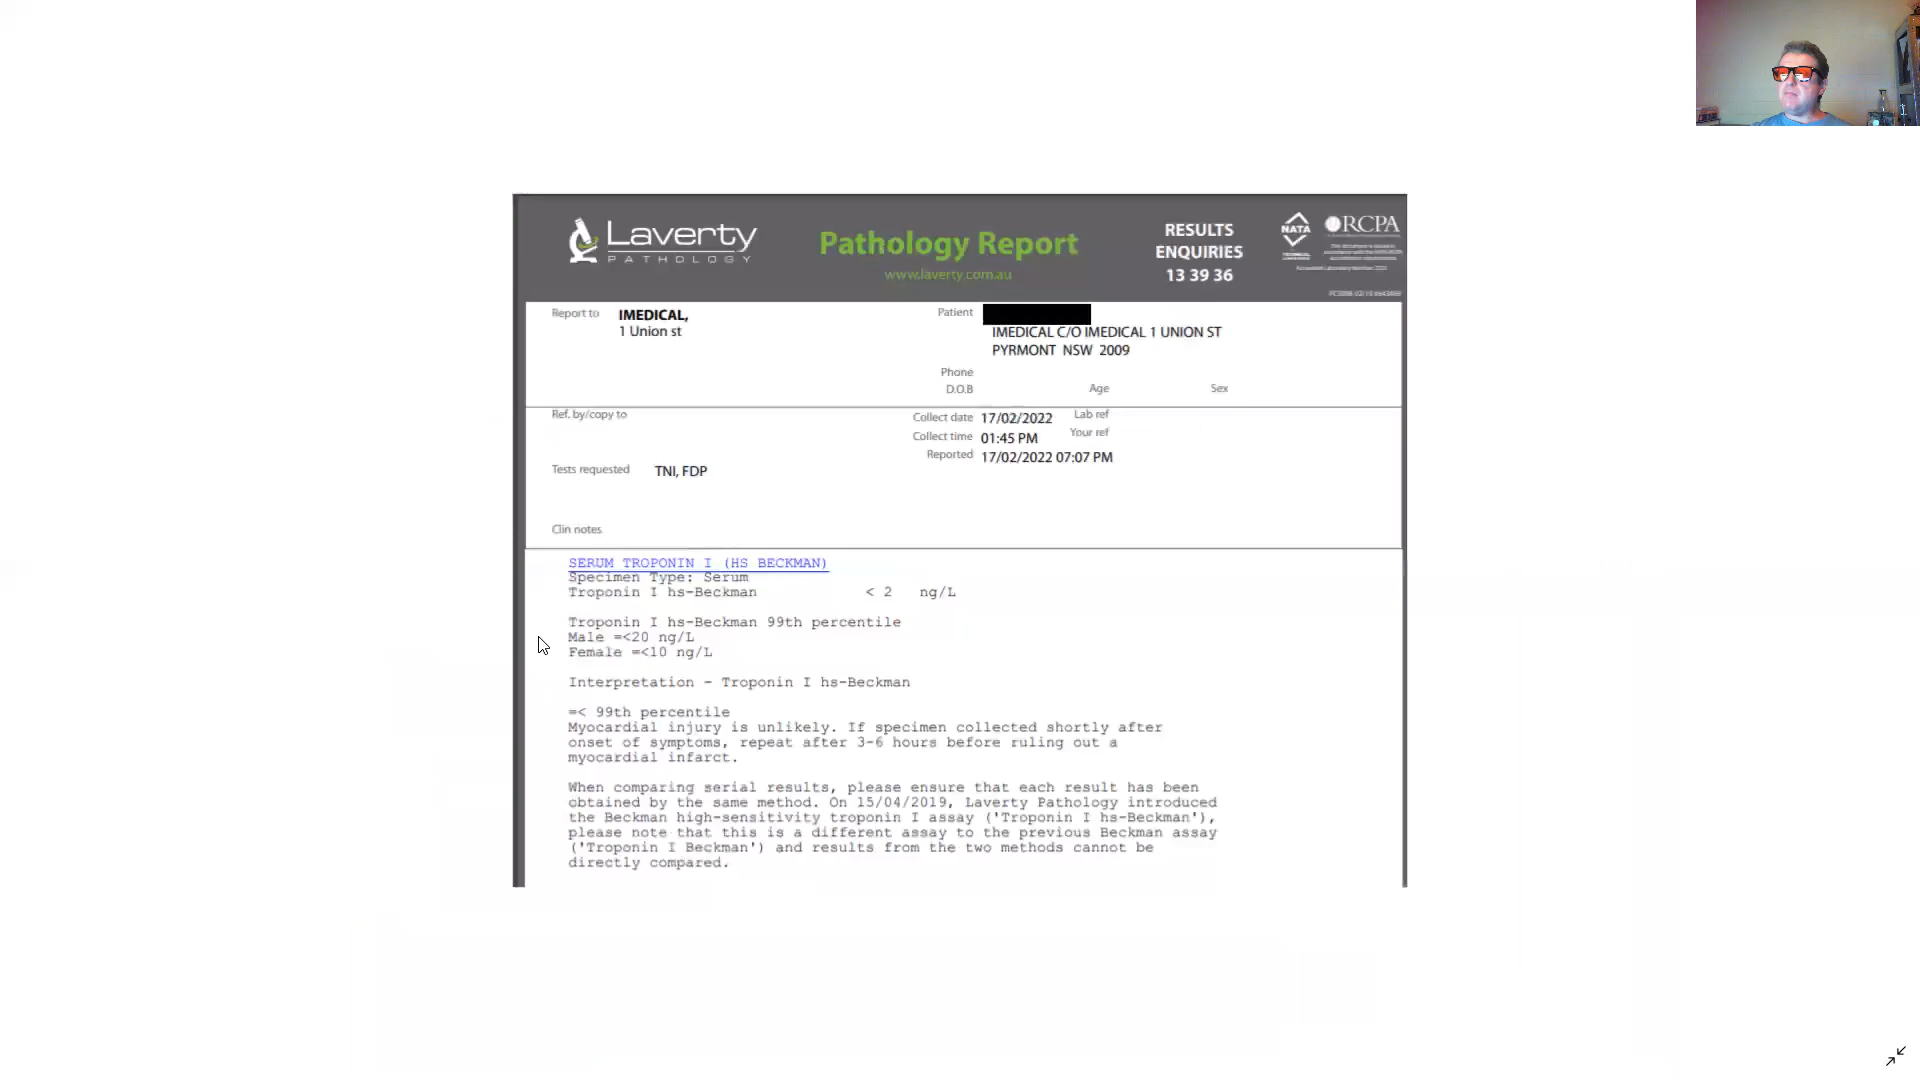 Laverty
PATHOLOGY
Pathology Report
www.laverty.com.au
RESULTS
ENQUIRIES
13 39 36
NATA
RCPA
Report to IMEDICAL,
1 Union st
Patient
IMEDICAL C/O IMEDICAL 1 UNION ST
PYRMONT NSW 2009
Phone
D.O.B Age Sex
Ref. by/copy to
Collect date 17/02/2022 Lab ref
Collect time 01:45 PM Your ref
Reported 17/02/2022 07:07 PM
Tests requested TNI, FDP
Clin notes
SERUM TROPONIN I (HS BECKMAN)
Specimen Type: Serum
Troponin I hs-Beckman < 2 ng/L
Troponin I hs-Beckman 99th percentile
Male =<20 ng/L
Female =<10 ng/L
Interpretation - Troponin I hs-Beckman
=< 99th percentile
Myocardial injury is unlikely. If specimen collected shortly after
onset of symptoms, repeat after 3-6 hours before ruling out a
myocardial infarct.
When comparing serial results, please ensure that each result has been
obtained by the same method. On 15/04/2019, Laverty Pathology introduced
the Beckman high-sensitivity troponin I assay ('Troponin I hs-Beckman'),
please note that this is a different assay to the previous Beckman assay
('Troponin I Beckman') and results from the two methods cannot be
directly compared.